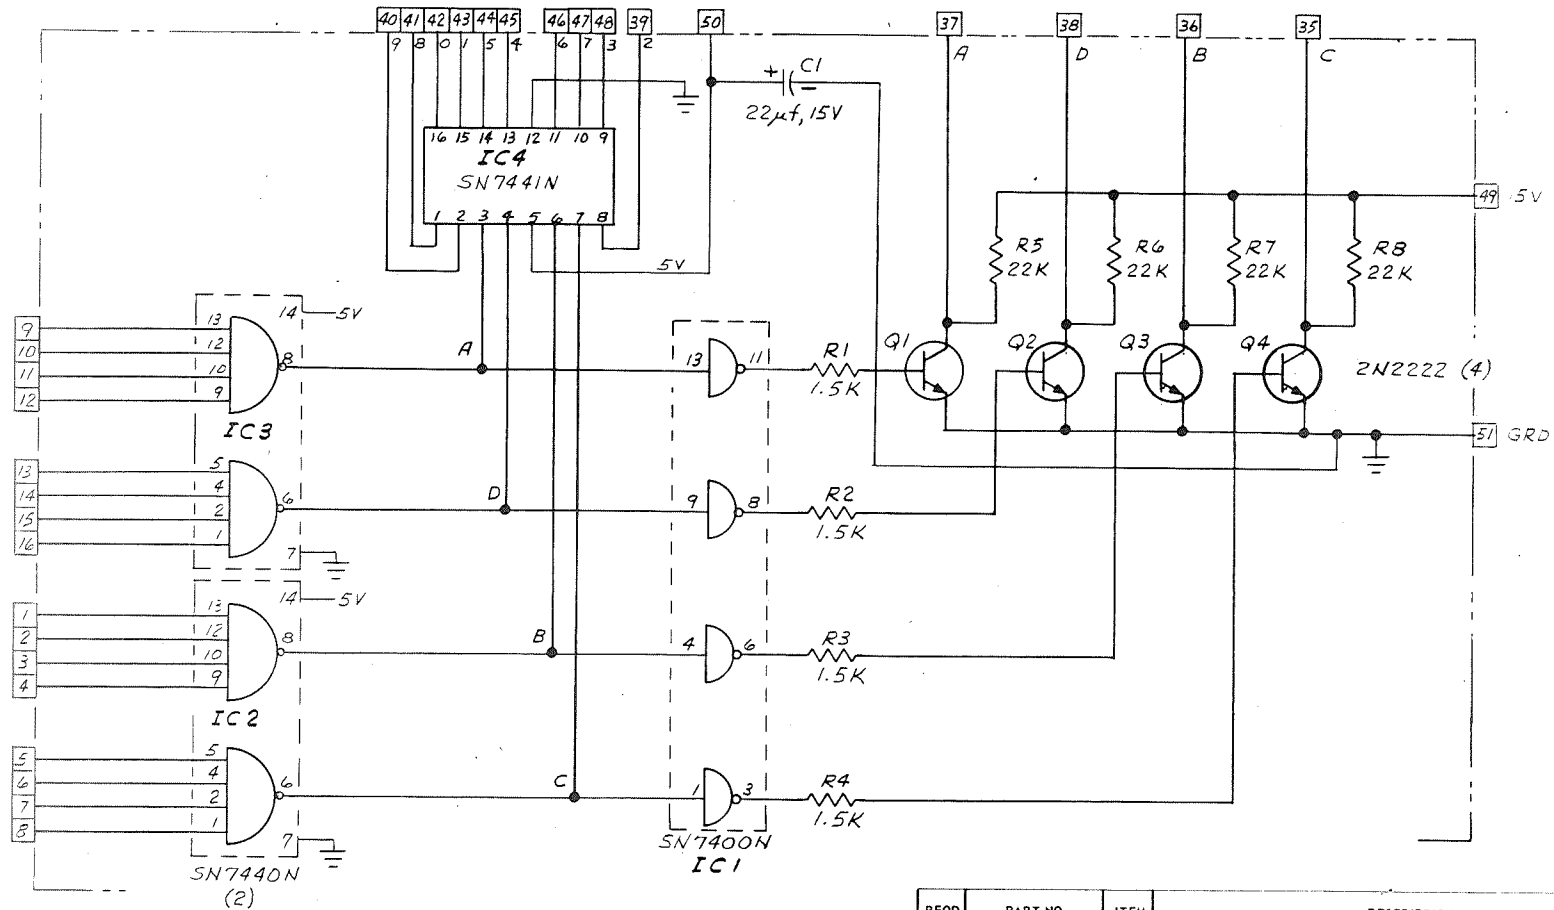 40 41 42 43 44 45 46 47 48 39 50 37 38 36 35
9 8 0 1 5 4 6 7 3 2 A D B C
+ C1 -
22µf, 15V
16 15 14 13 12 11 10 9
IC4
SN7441N
1 2 3 4 5 6 7 8
5V
49 5V
R5 22K
R6 22K
R7 22K
R8 22K
9 10 11 12
13 12 10 9
14 5V
8
IC3
A
13 11
R1
1.5K
Q1 Q2 Q3 Q4
2N2222 (4)
51 GRD
13 14 15 16
5 4 2 1
6
7
D
9 8
R2
1.5K
1 2 3 4
13 12 10 9
14 5V
8
IC2
B
4 6
R3
1.5K
5 6 7 8
5 4 2 1
6
7
C
1 3
R4
1.5K
SN7440N
(2)
SN7400N
IC1
REQD PART NO. ITEM